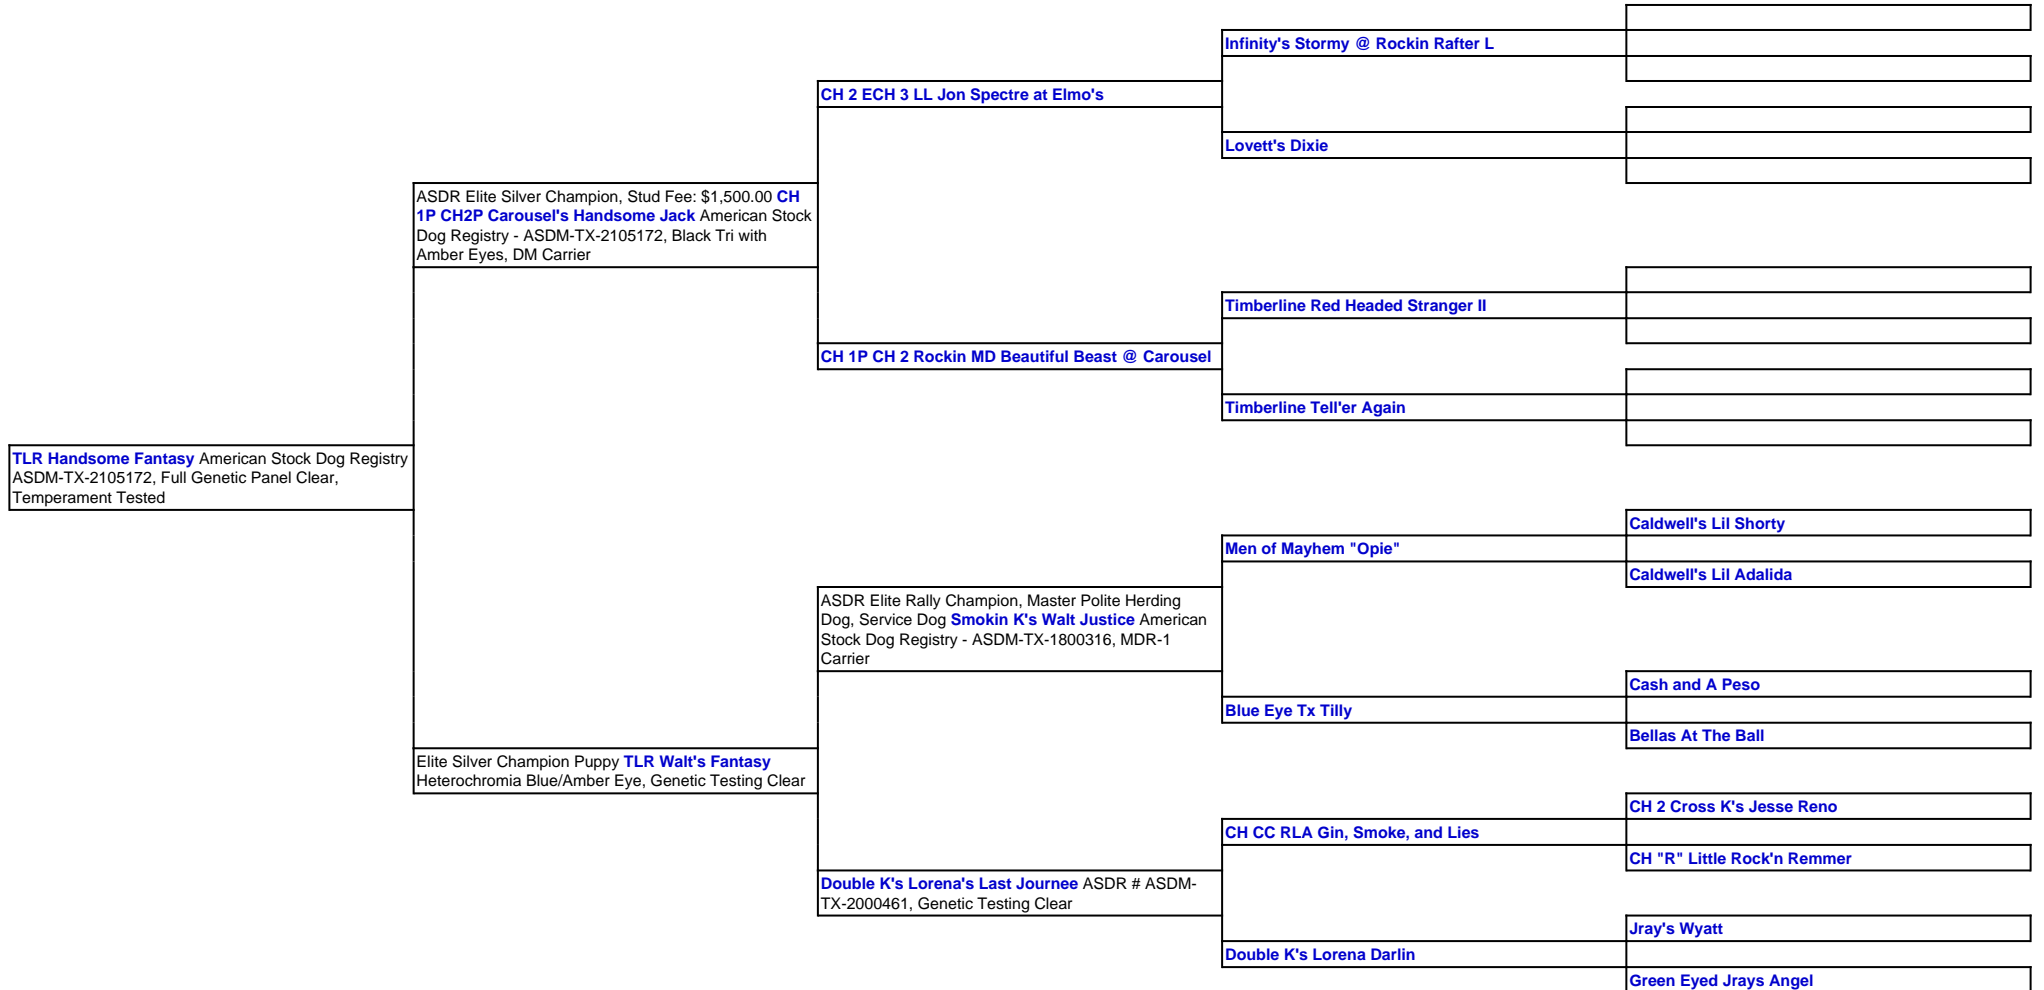 TLR Handsome Fantasy American Stock Dog Registry
ASDM-TX-2105172, Full Genetic Panel Clear,
Temperament Tested
ASDR Elite Silver Champion, Stud Fee: $1,500.00 CH
1P CH2P Carousel's Handsome Jack American Stock
Dog Registry - ASDM-TX-2105172, Black Tri with
Amber Eyes, DM Carrier
Elite Silver Champion Puppy TLR Walt's Fantasy
Heterochromia Blue/Amber Eye, Genetic Testing Clear
CH 2 ECH 3 LL Jon Spectre at Elmo's
CH 1P CH 2 Rockin MD Beautiful Beast @ Carousel
ASDR Elite Rally Champion, Master Polite Herding
Dog, Service Dog Smokin K's Walt Justice American
Stock Dog Registry - ASDM-TX-1800316, MDR-1
Carrier
Double K's Lorena's Last Journee ASDR # ASDM-
TX-2000461, Genetic Testing Clear
Infinity's Stormy @ Rockin Rafter L
Lovett's Dixie
Timberline Red Headed Stranger II
Timberline Tell'er Again
Men of Mayhem "Opie"
Blue Eye Tx Tilly
CH CC RLA Gin, Smoke, and Lies
Double K's Lorena Darlin
Caldwell's Lil Shorty
Caldwell's Lil Adalida
Cash and A Peso
Bellas At The Ball
CH 2 Cross K's Jesse Reno
CH "R" Little Rock'n Remmer
Jray's Wyatt
Green Eyed Jrays Angel